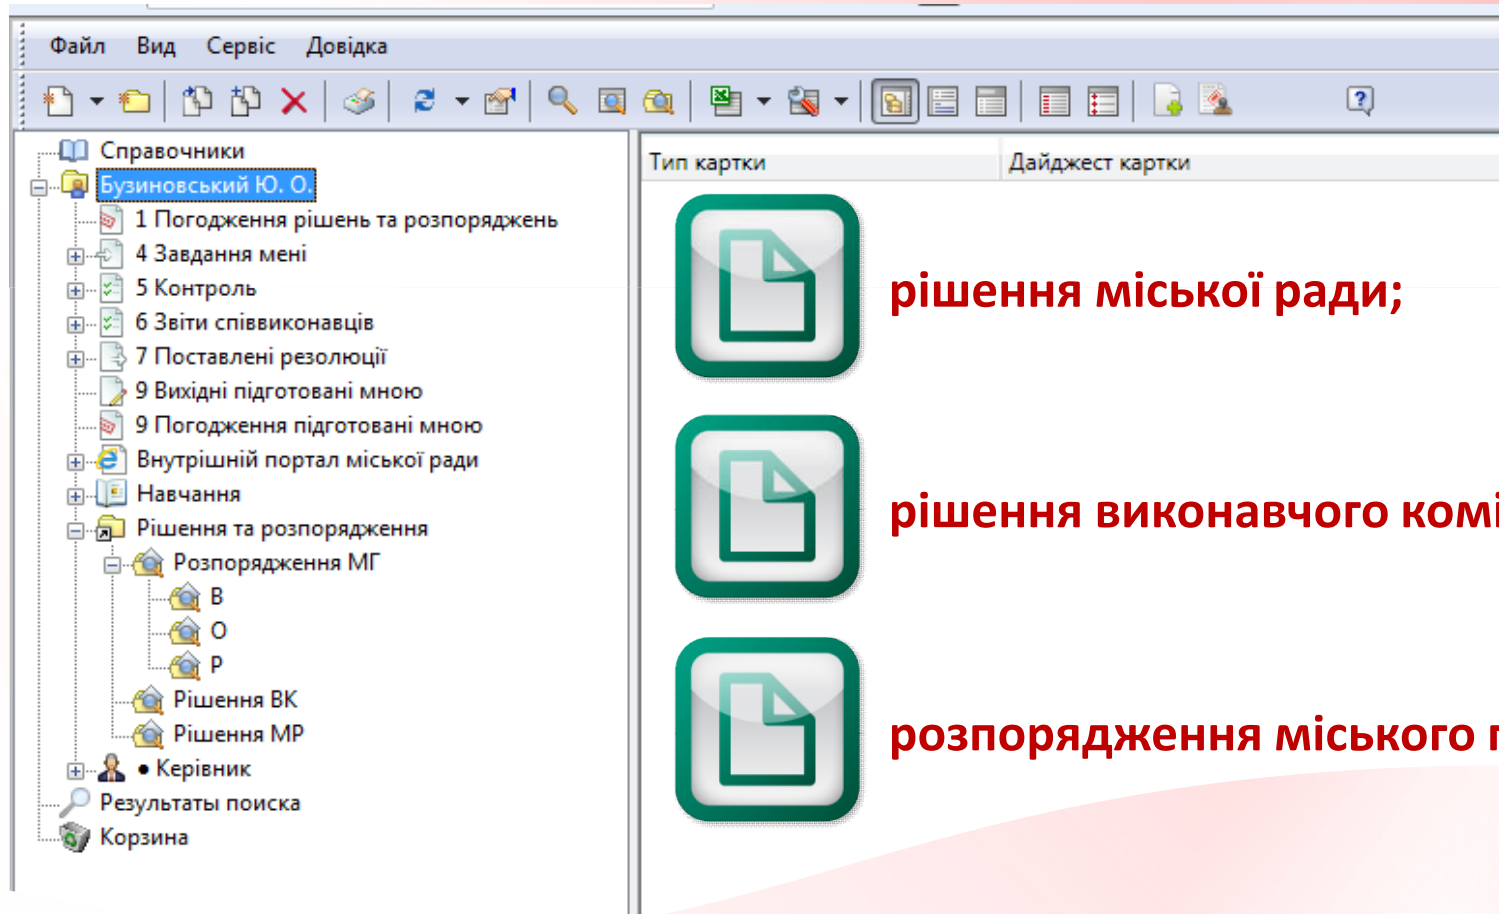 Файл Вид Сервіс Довідка
Справочники
Бузиновський Ю. О.
1 Погодження рішень та розпоряджень
4 Завдання мені
5 Контроль
6 Звіти співвиконавців
7 Поставлені резолюції
9 Вихідні підготовані мною
9 Погодження підготовані мною
Внутрішній портал міської ради
Навчання
Рішення та розпорядження
Розпорядження МГ
В
О
Р
Рішення ВК
Рішення МР
• Керівник
Результаты поиска
Корзина
Тип картки Дайджест картки
рішення міської ради;
рішення виконавчого
розпорядження міського